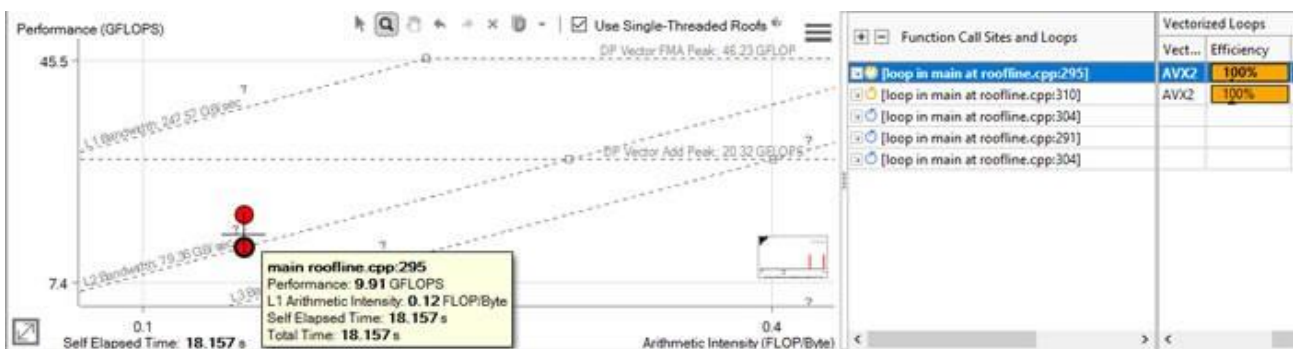 Performance (GFLOPS)
Use Single-Threaded Roofs
45.5
DP Vector FMA Peak: 46.23 GFLOP
?
L1 Bandwidth: 247.57 GB/sec
?
DP Vector Add Peak: 20.32 GFLOPS
?
L2 Bandwidth: 79.36 GB/sec
?
7.4
?
main roofline.cpp:295
Performance: 9.91 GFLOPS
L1 Arithmetic Intensity: 0.12 FLOP/Byte
Self Elapsed Time: 18.157 s
Total Time: 18.157 s
0.1
0.4
Self Elapsed Time: 18.157 s
Arithmetic Intensity (FLOP/Byte)
Function Call Sites and Loops
Vectorized Loops
Vect... Efficiency
[loop in main at roofline.cpp:295] AVX2 100%
[loop in main at roofline.cpp:310] AVX2 100%
[loop in main at roofline.cpp:304]
[loop in main at roofline.cpp:291]
[loop in main at roofline.cpp:304]